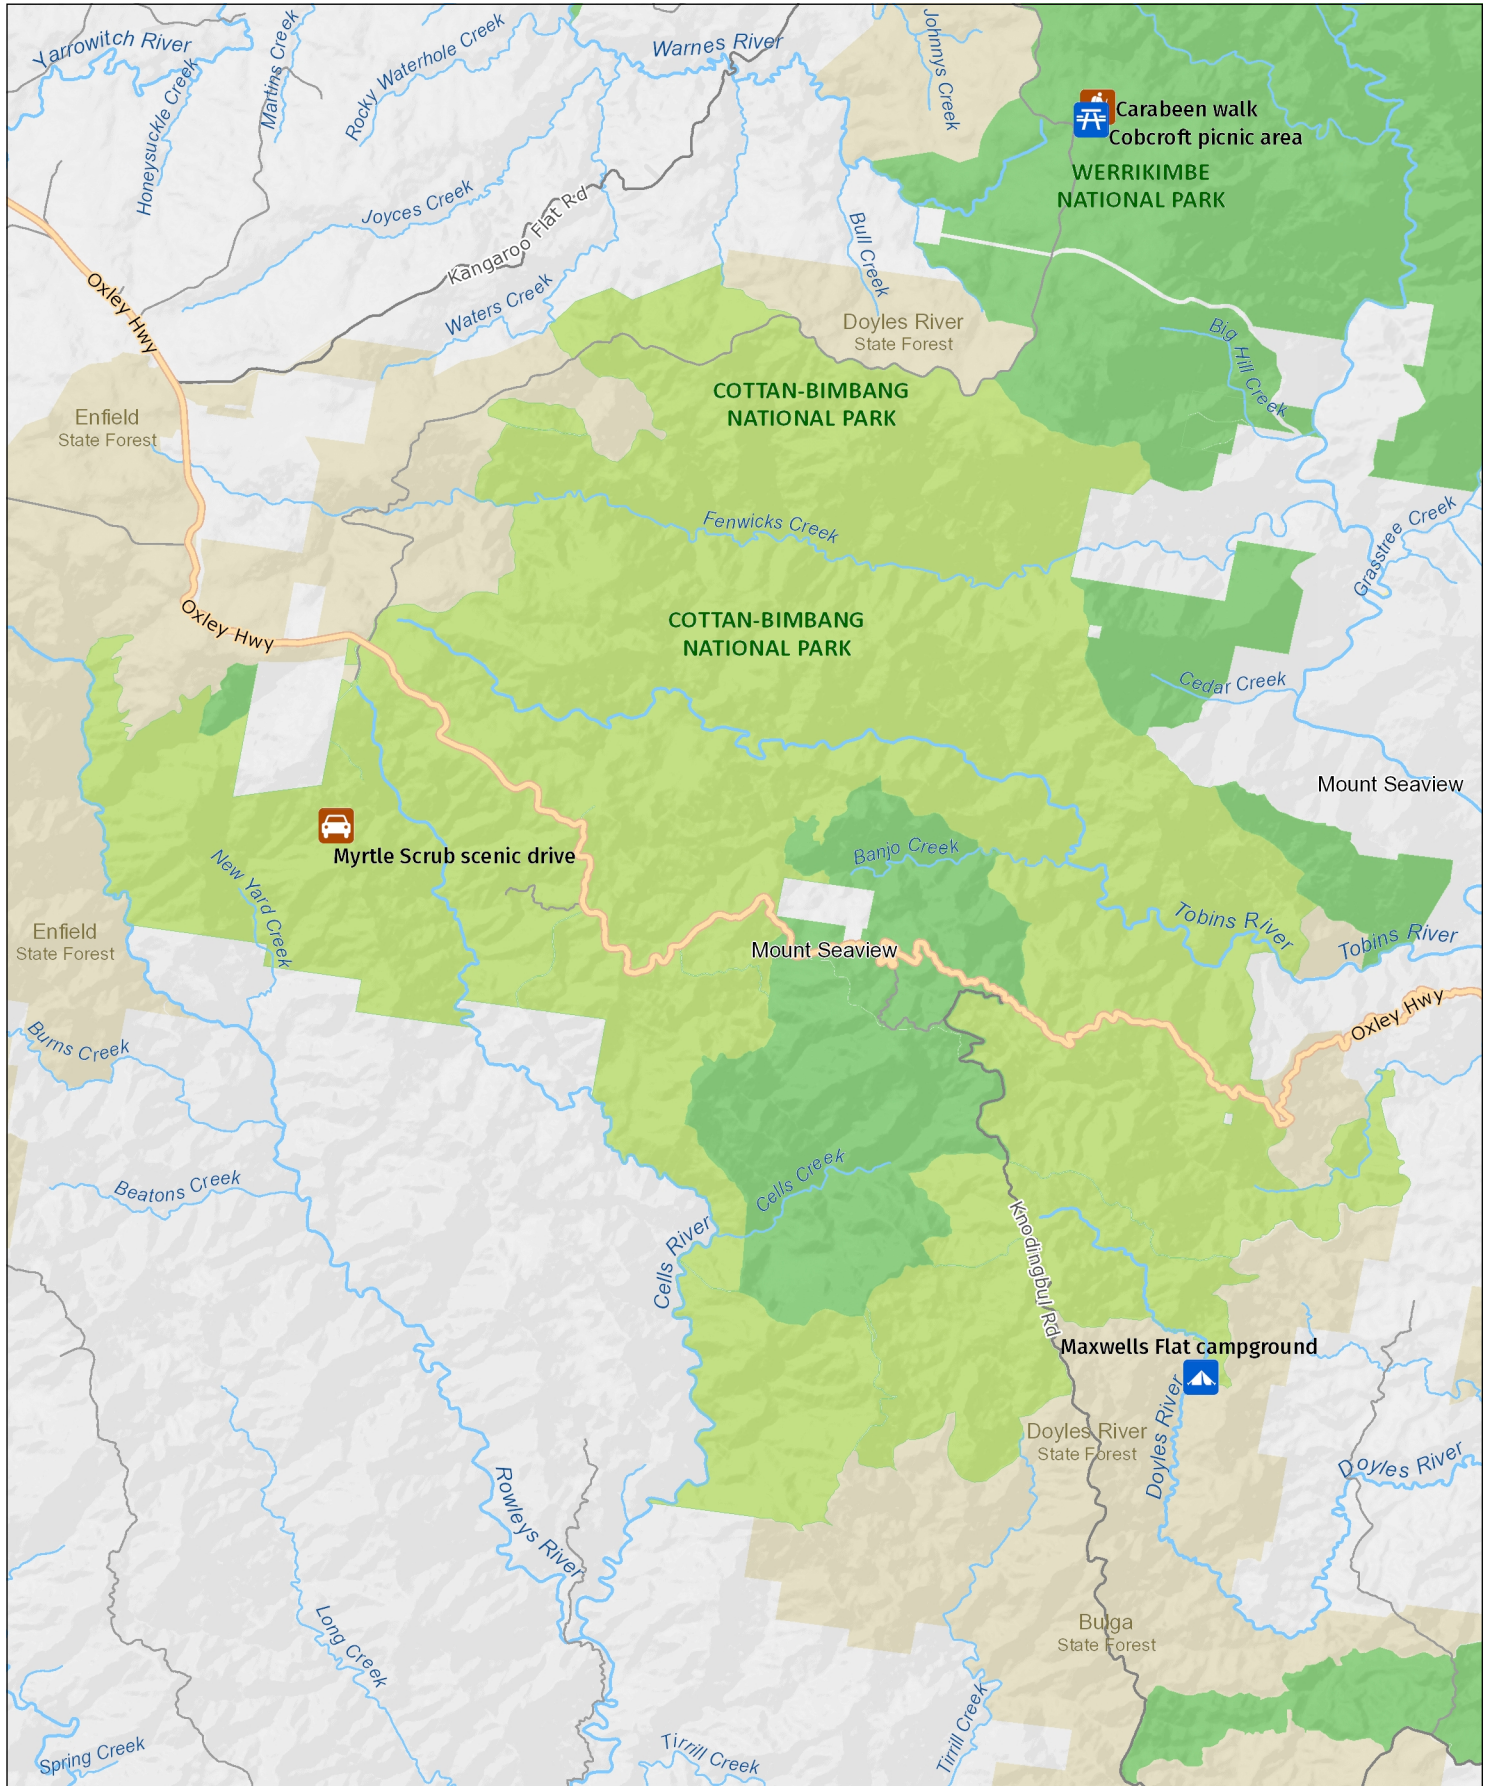 Yarrowitch River
Honeysuckle Creek
Martins Creek
Rocky Waterhole Creek
Warnes River
Johnnys Creek
Carabeen walk
Cobcroft picnic area
WERRIKIMBE
NATIONAL PARK
Joyces Creek
Kangaroo Flat Rd
Waters Creek
Bull Creek
Oxley Hwy
Doyles River
State Forest
Big Hill Creek
COTTAN-BIMBANG
NATIONAL PARK
Enfield
State Forest
Fenwicks Creek
Grasstree Creek
Oxley Hwy
COTTAN-BIMBANG
NATIONAL PARK
Cedar Creek
Mount Seaview
Myrtle Scrub scenic drive
Banjo Creek
New Yard Creek
Tobins River
Tobins River
Enfield
State Forest
Mount Seaview
Oxley Hwy
Burns Creek
Beatons Creek
Cells Creek
Cells River
Knodingbul Rd
Maxwells Flat campground
Doyles River
State Forest
Doyles River
Doyles River
Rowleys River
Long Creek
Bulga
State Forest
Spring Creek
Tirrill Creek
Tirrill Creek